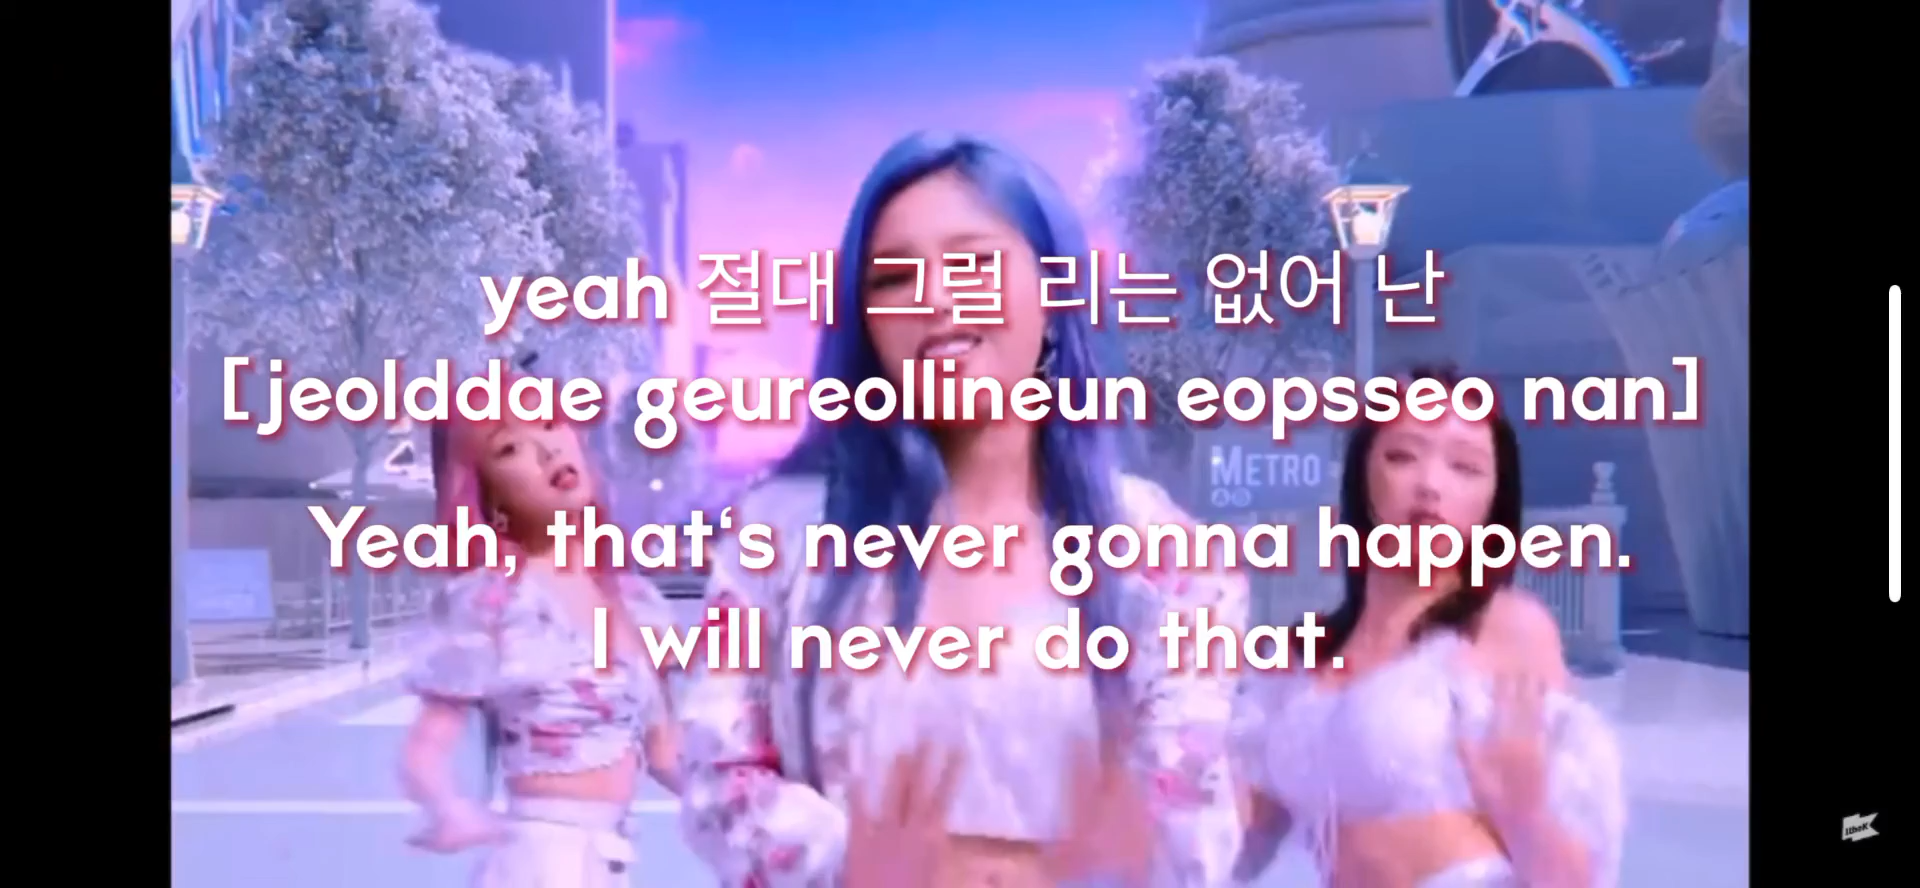 yeah 절대 그럴 리는 없어 난
[jeolddae geureollineun eopsseo nan]
METRO
Yeah, that‘s never gonna happen.
I will never do that.
1theK